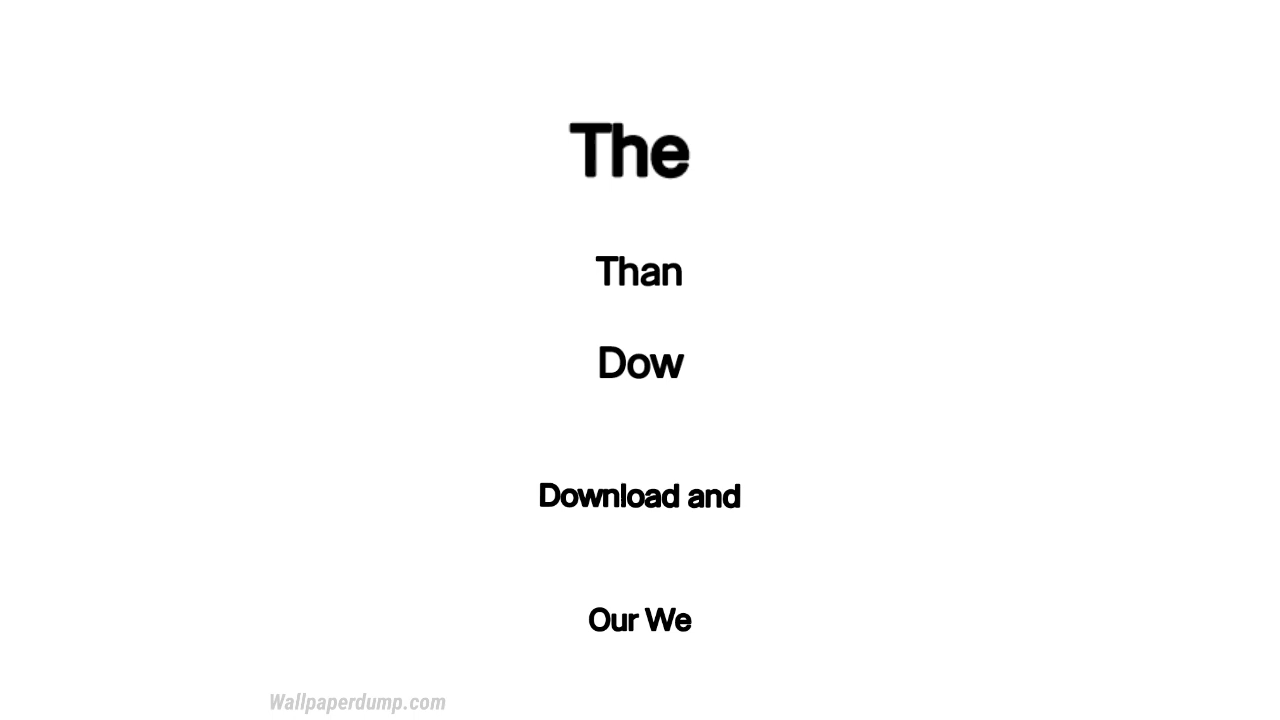 The
Than
Dow
Download and
Our We
Wallpaperdump.com